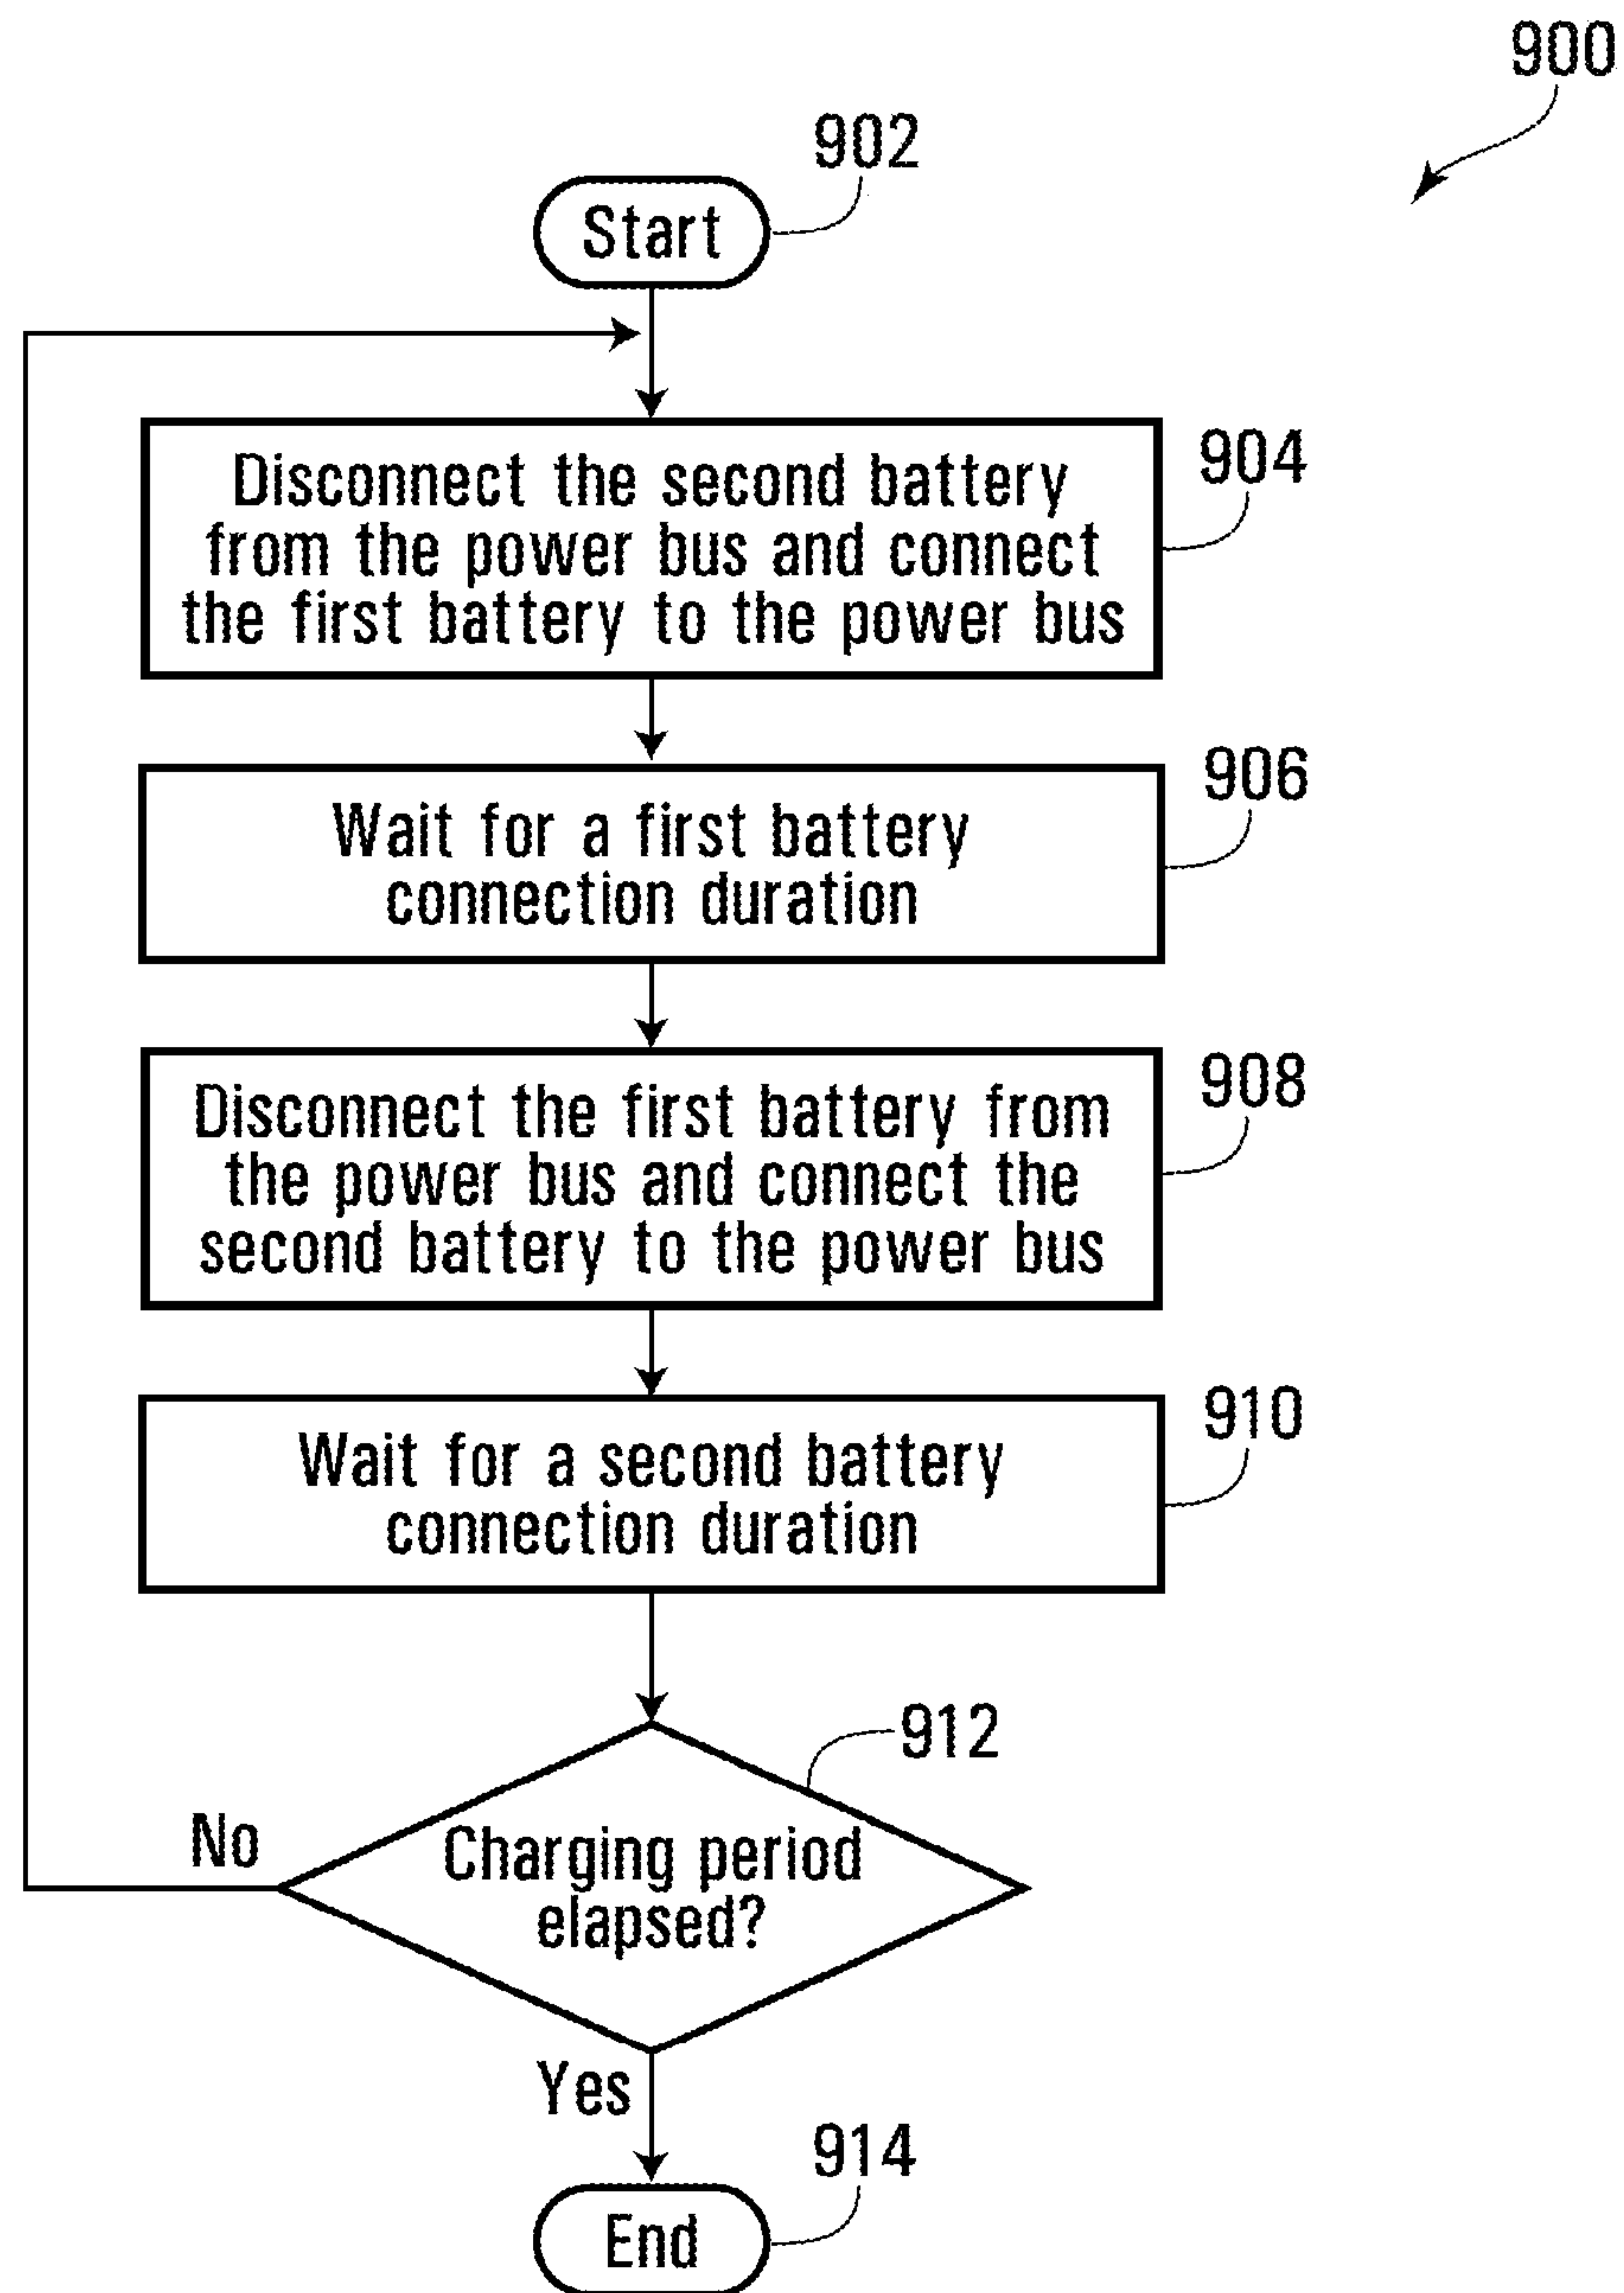 900
902
Start
Disconnect the second battery
from the power bus and connect
the first battery to the power bus
904
Wait for a first battery
connection duration
906
Disconnect the first battery from
the power bus and connect the
second battery to the power bus
908
Wait for a second battery
connection duration
910
912
Charging period
elapsed?
No
Yes
914
End